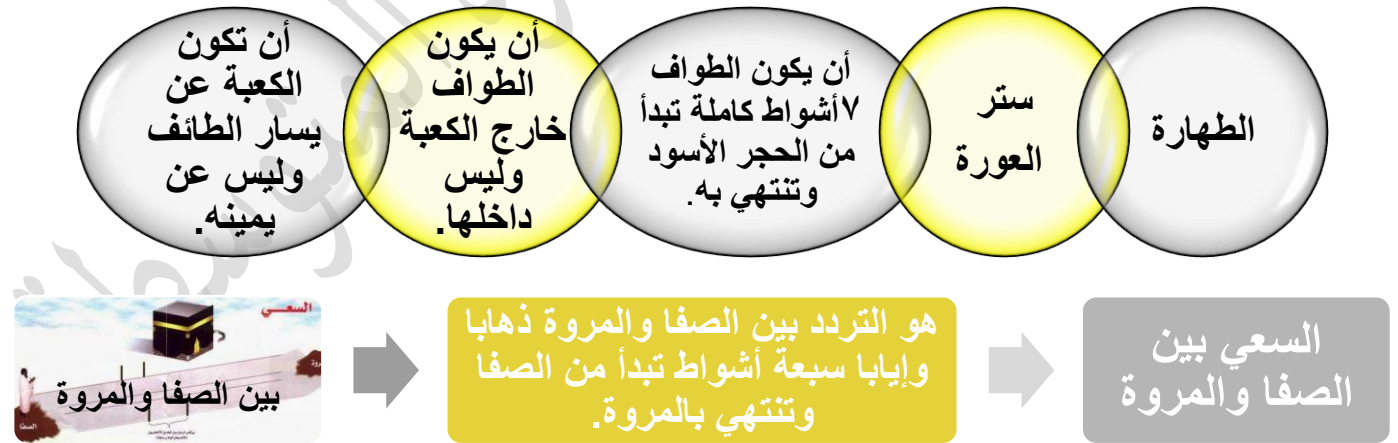 الطهارة
ستر
العورة
أن يكون الطواف
٧أشواط كاملة تبدأ
من الحجر الأسود
وتنتهي به.
أن يكون
الطواف
خارج الكعبة
وليس
داخلها.
أن تكون
الكعبة عن
يسار الطائف
وليس عن
يمينه.
السعي بين
الصفا والمروة
هو التردد بين الصفا والمروة ذهابا
وإيابا سبعة أشواط تبدأ من الصفا
وتنتهي بالمروة.
السعــي
بين الصفا والمروة
الصفا